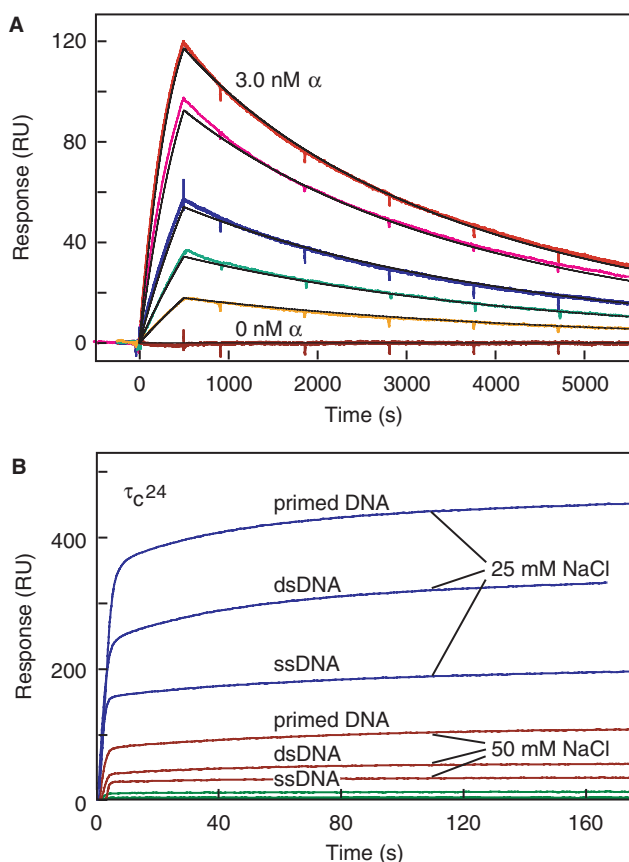 A
120
80
40
0
Response (RU)
3.0 nM α
0 nM α
0 1000 2000 3000 4000 5000
Time (s)
B
τc24
400
200
0
Response (RU)
primed DNA
25 mM NaCl
dsDNA
ssDNA
primed DNA
50 mM NaCl
dsDNA
ssDNA
0 40 80 120 160
Time (s)